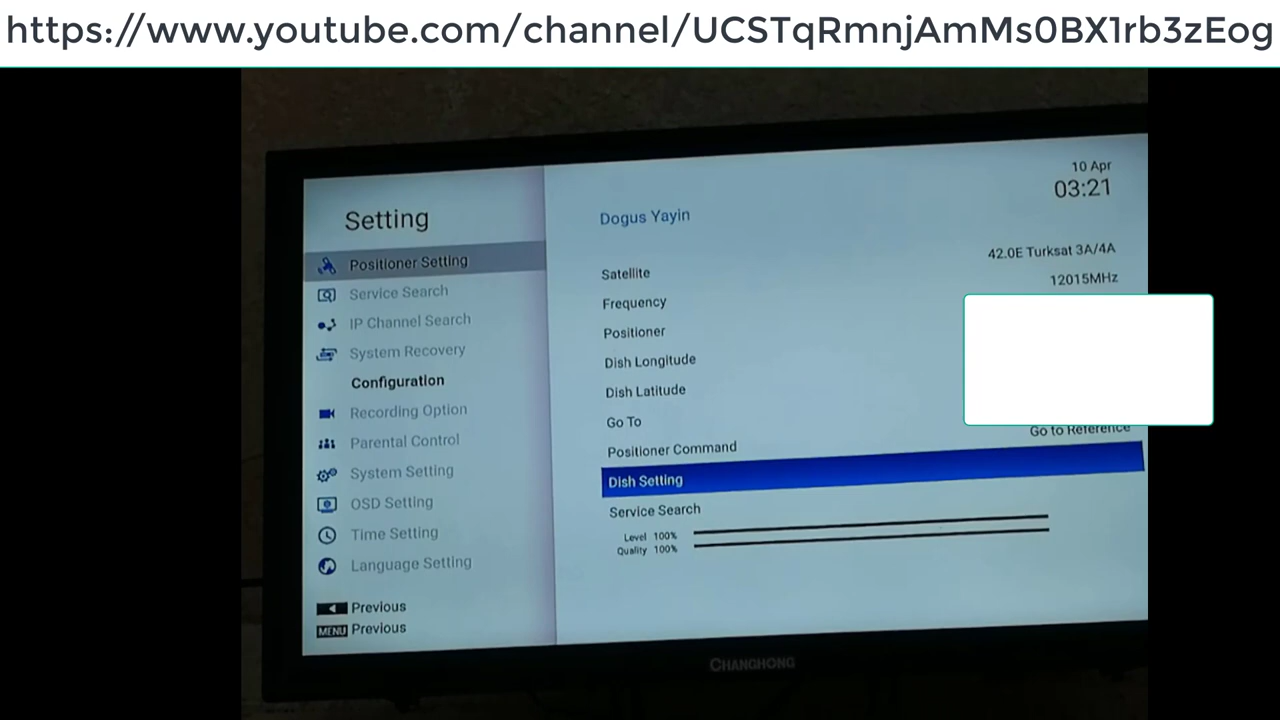 https://www.youtube.com/channel/UCSTqRmnjAmMs0BX1rb3zEog
10 Apr
03:21
Setting
Positioner Setting
Service Search
IP Channel Search
System Recovery
Configuration
Recording Option
Parental Control
System Setting
OSD Setting
Time Setting
Language Setting
Previous
MENU Previous
Dogus Yayin
Satellite 42.0E Turksat 3A/4A
Frequency 12015MHz
Positioner
Dish Longitude
Dish Latitude
Go To
Positioner Command Go to Reference
Dish Setting
Service Search
Level 100%
Quality 100%
CHANGHONG